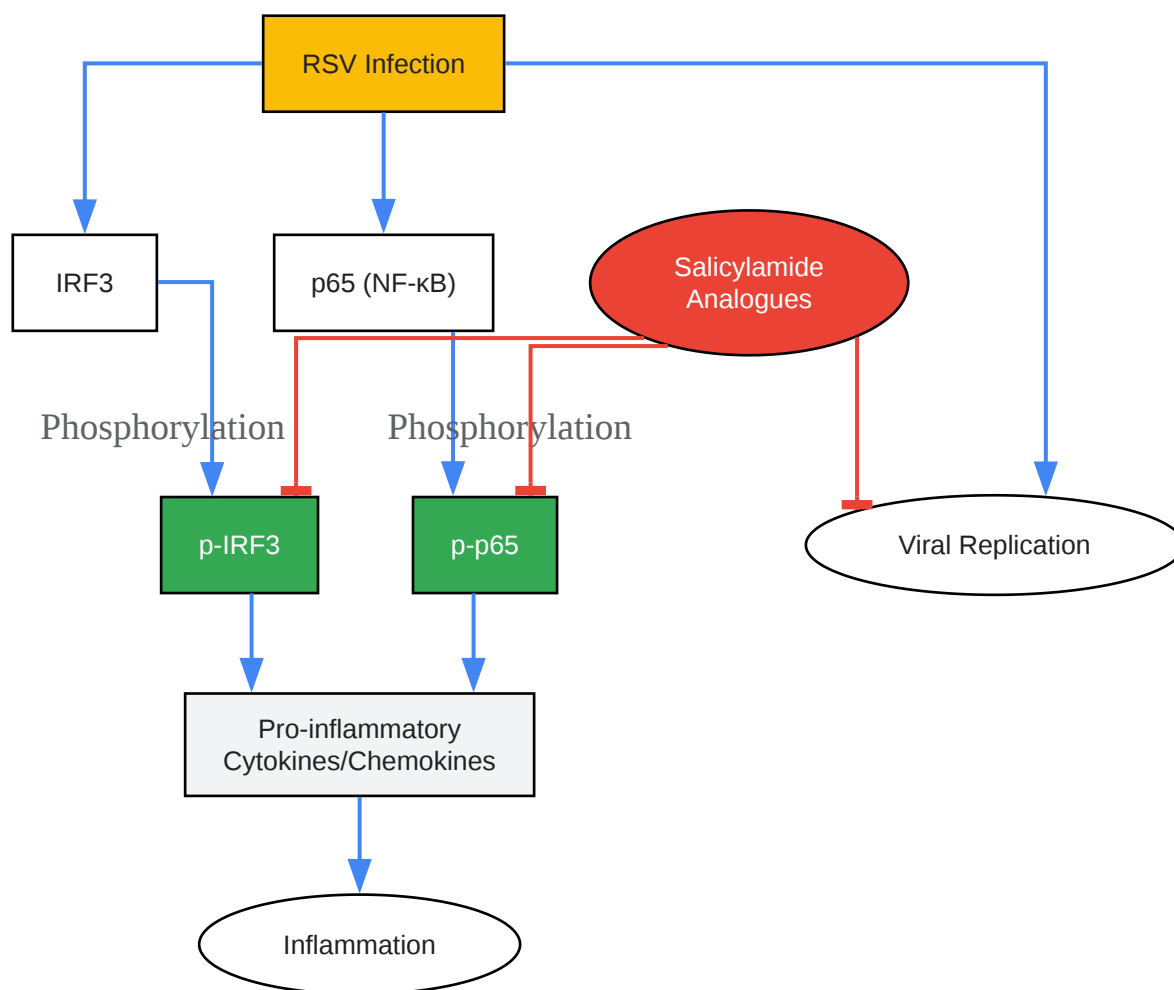 RSV Infection
IRF3
p65 (NF-κB)
Salicylamide
Analogues
Phosphorylation
Phosphorylation
p-IRF3
p-p65
Viral Replication
Pro-inflammatory
Cytokines/Chemokines
Inflammation